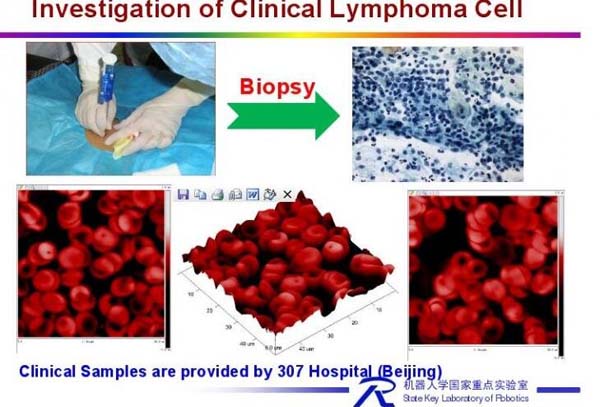 Investigation of Clinical Lymphoma Cell
Biopsy
Clinical Samples are provided by 307 Hospital (Beijing)
机器人学国家重点实验室
State Key Laboratory of Robotics